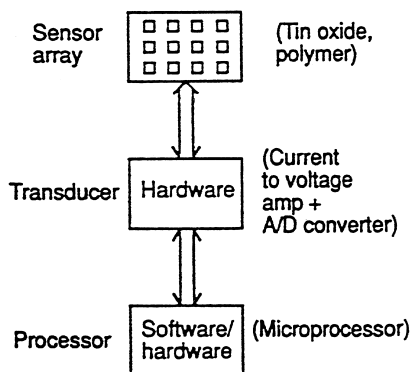 Sensor
array
(Tin oxide,
polymer)
Transducer
Hardware
(Current
to voltage
amp +
A/D converter)
Processor
Software/
hardware
(Microprocessor)